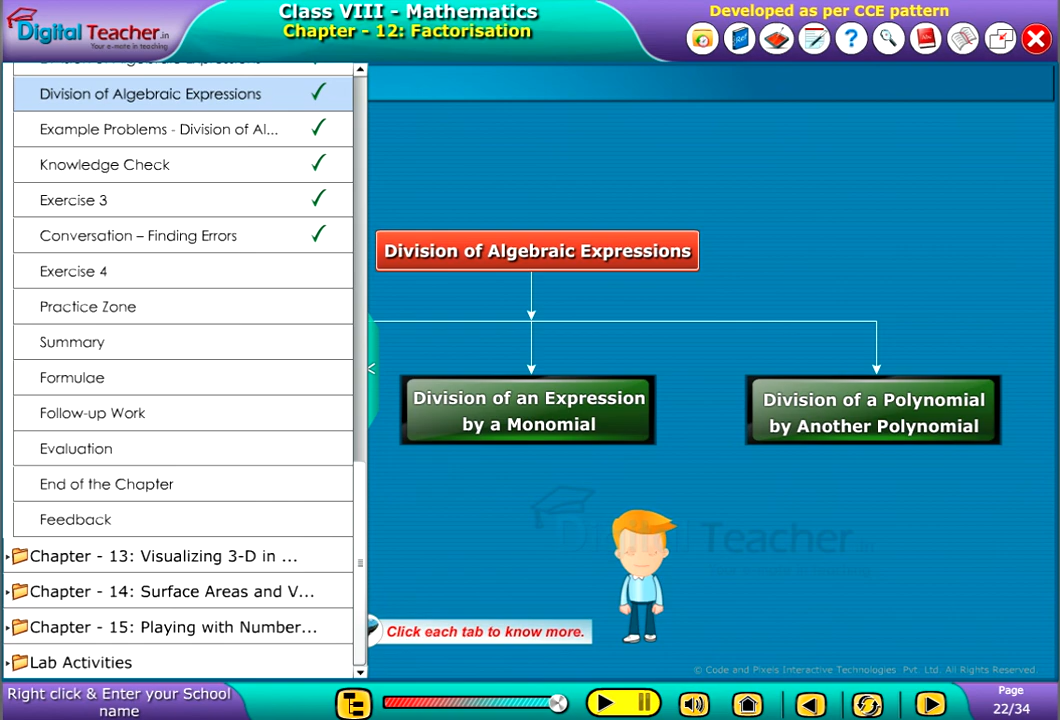 Digital Teacher.in
Your e-mate in teaching
Class VIII - Mathematics
Chapter - 12: Factorisation
Developed as per CCE pattern
Division of Algebraic Expressions ✓
Example Problems - Division of Al... ✓
Knowledge Check ✓
Exercise 3 ✓
Conversation – Finding Errors ✓
Exercise 4
Practice Zone
Summary
Formulae
Follow-up Work
Evaluation
End of the Chapter
Feedback
Chapter - 13: Visualizing 3-D in ...
Chapter - 14: Surface Areas and V...
Chapter - 15: Playing with Number...
Lab Activities
Division of Algebraic Expressions
Division of an Expression
by a Monomial
Division of a Polynomial
by Another Polynomial
Digital Teacher.in
Click each tab to know more.
© Code and Pixels Interactive Technologies Pvt. Ltd. All Rights Reserved.
Right click & Enter your School
name
Page
22/34